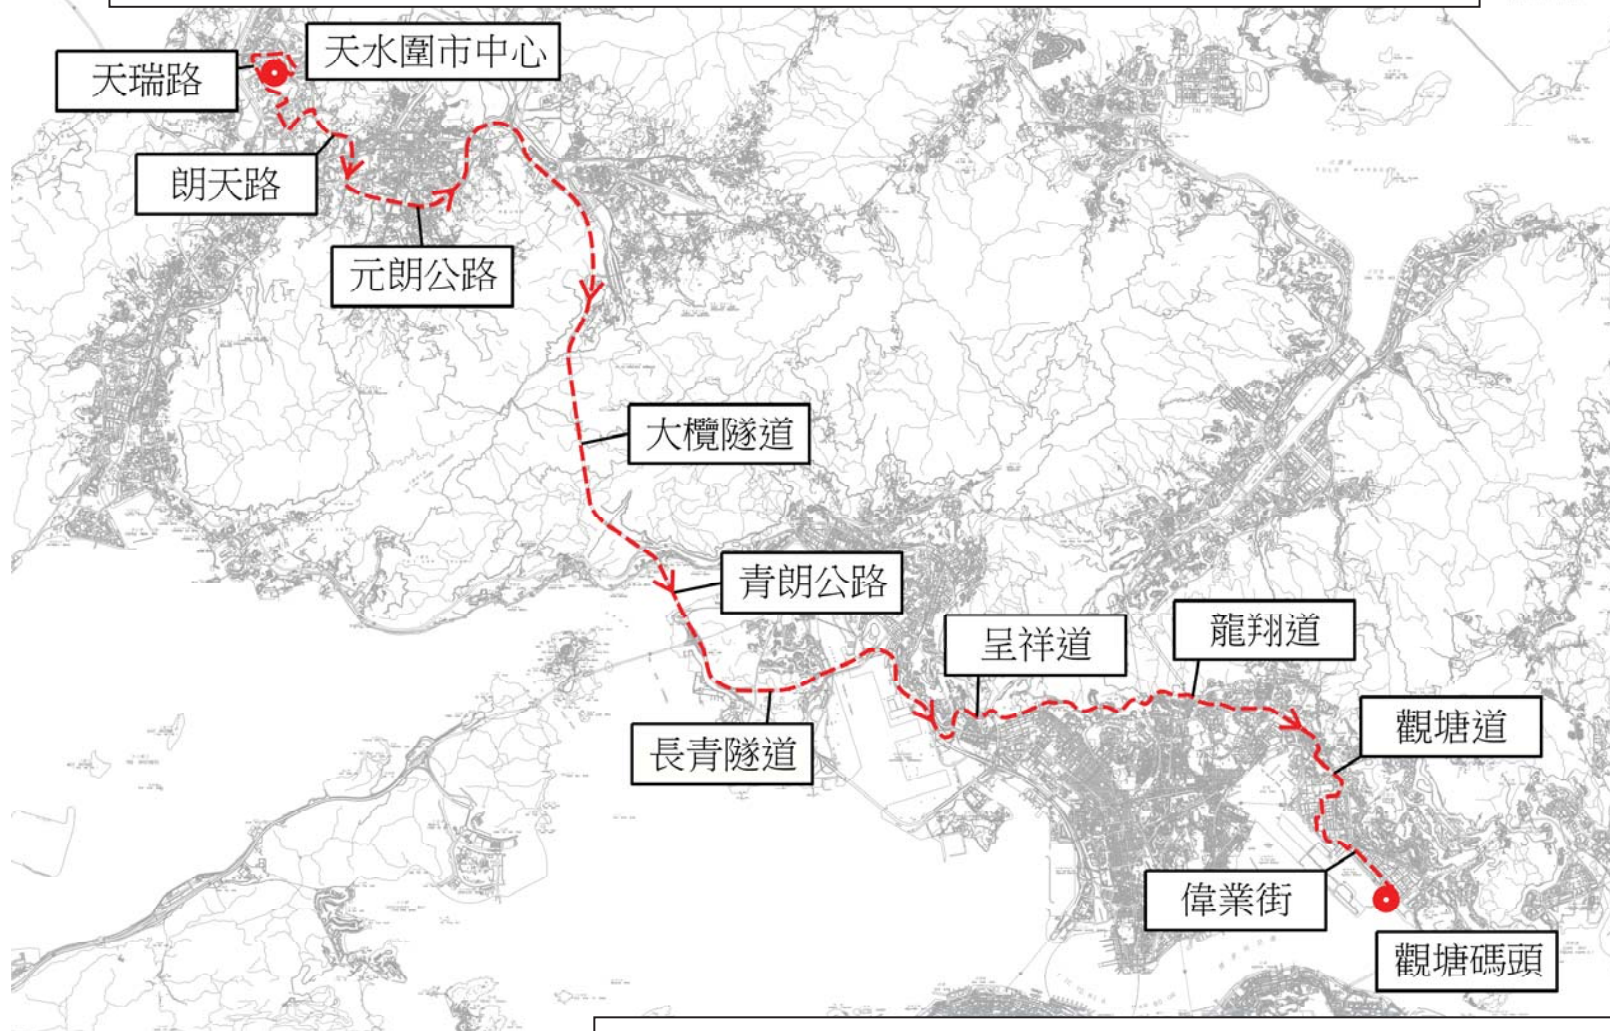 天水圍市中心
天瑞路
朗天路
元朗公路
大欖隧道
青朗公路
呈祥道
龍翔道
長青隧道
觀塘道
偉業街
觀塘碼頭